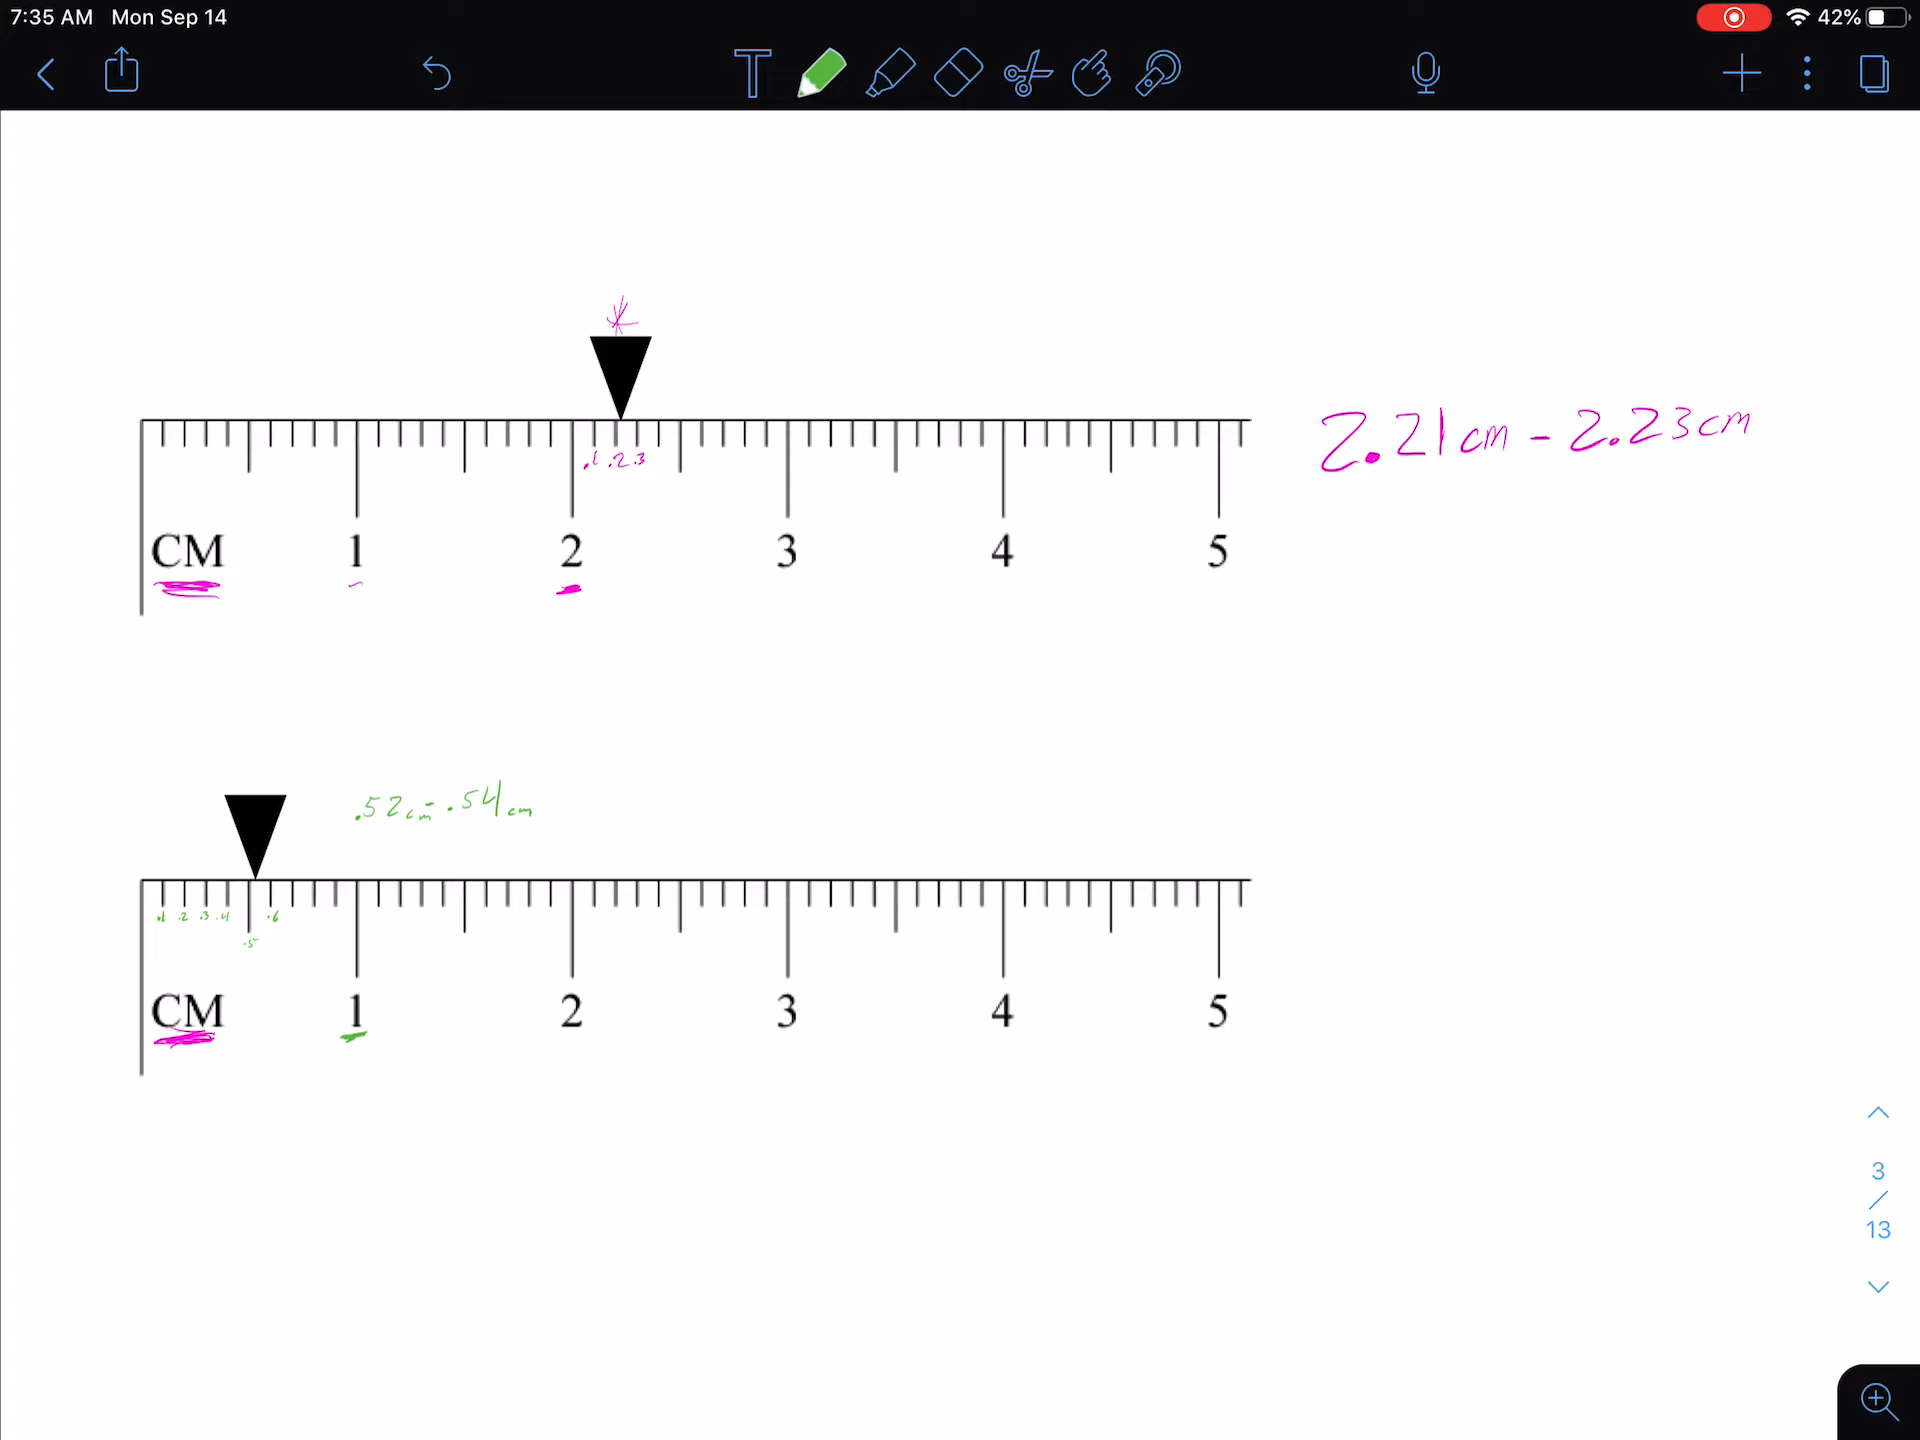 7:35 AM Mon Sep 14 42%
T
2.21cm - 2.23cm
.1 .2 .3
CM 1 2 3 4 5
.52cm - .54cm
.1 .2 .3 .4 .6
.5
CM 1 2 3 4 5
3
/
13